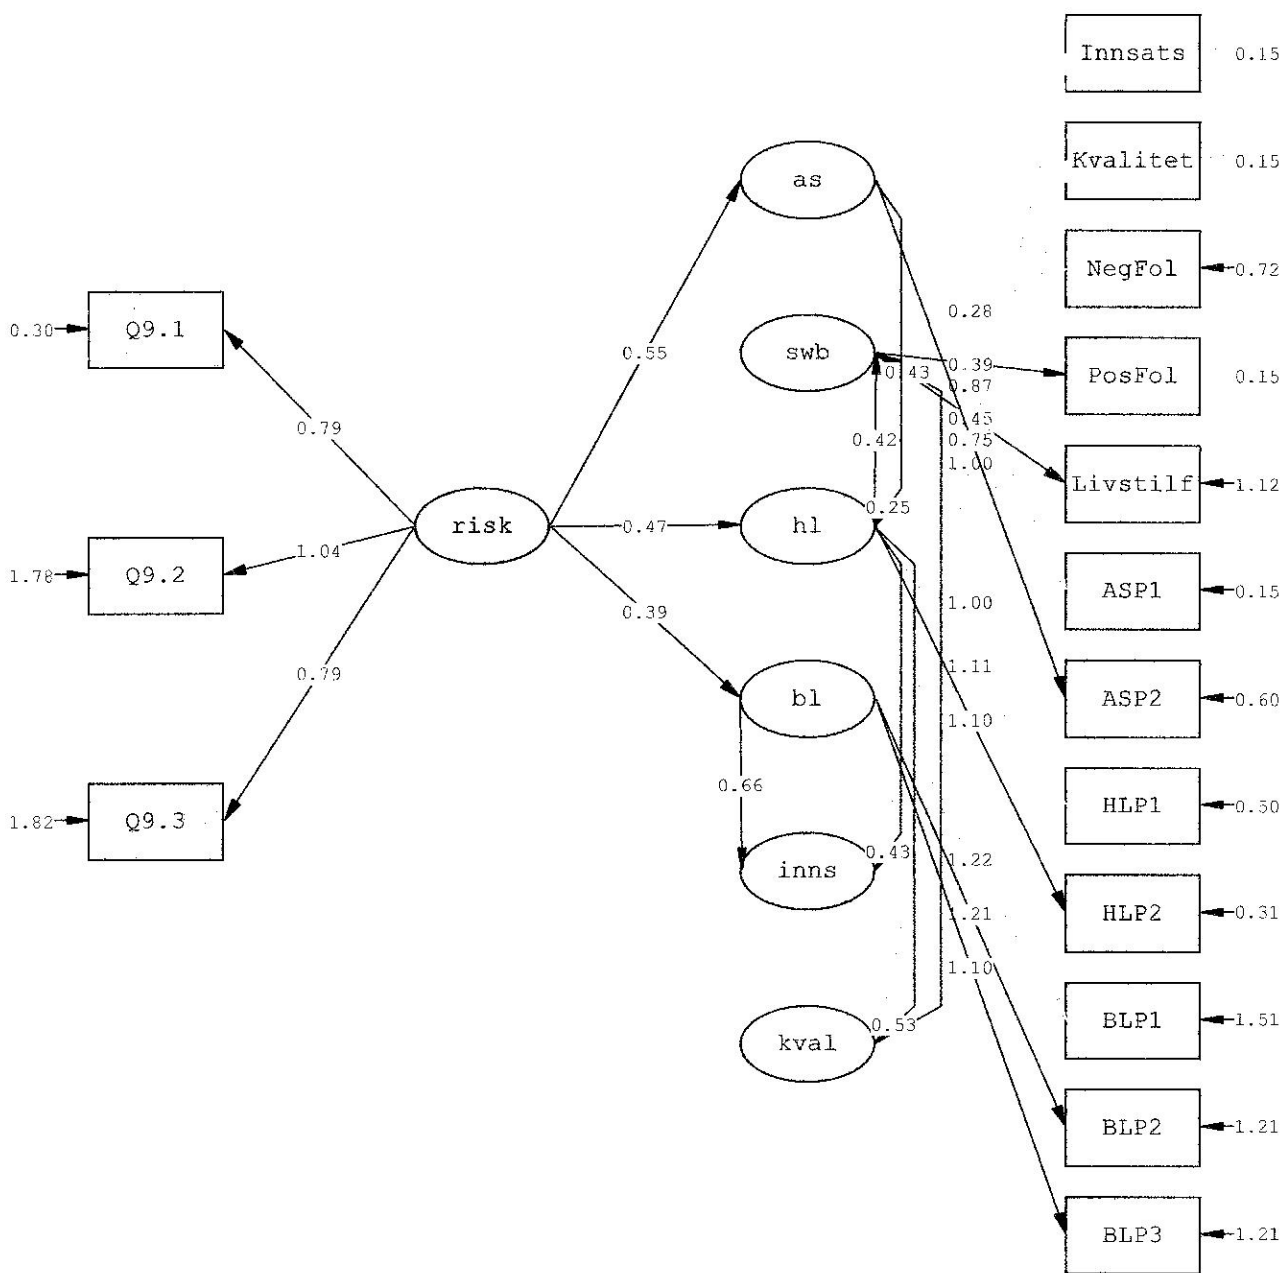 Innsats 0.15
Kvalitet 0.15
as
NegFol 0.72
0.28
0.30 Q9.1
0.55
swb
0.39
PosFol 0.15
0.43
0.87
0.45
0.79
0.42
0.75
1.00
Livstilf 1.12
0.25
risk
0.47
hl
1.04
1.78 Q9.2
ASP1 0.15
1.00
0.39
1.11
0.79
bl
ASP2 0.60
1.10
0.66
HLP1 0.50
1.82 Q9.3
0.43
1.22
inns
HLP2 0.31
1.21
1.10
BLP1 1.51
0.53
kval
BLP2 1.21
BLP3 1.21